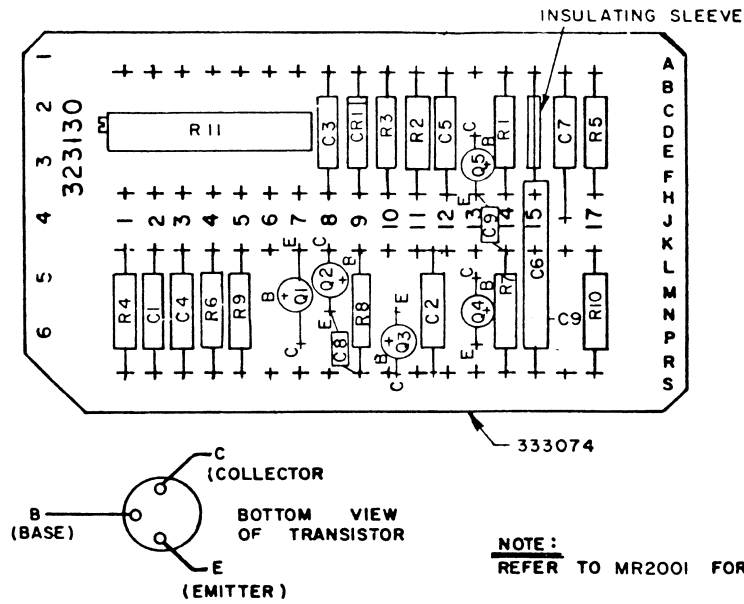 INSULATING SLEEVE
1 A
B
2 C
D
3 E
F
H
4 J
K
L
5 M
N
P
6 R
S
323130
R11 C3 CR1 R3 R2 C5 C Q5 B E R1 C7 R5
1 2 3 4 5 6 7 8 9 10 11 12 13 14 15 17
C9
R4 C1 C4 R6 R9 E B Q1 C C Q2 B E C8 R8 E B Q3 C C2 C B Q4 E R7 C6 C9 R10
333074
C
(COLLECTOR
B
(BASE)
BOTTOM VIEW
OF TRANSISTOR
E
(EMITTER)
NOTE:
REFER TO MR2001 FOR